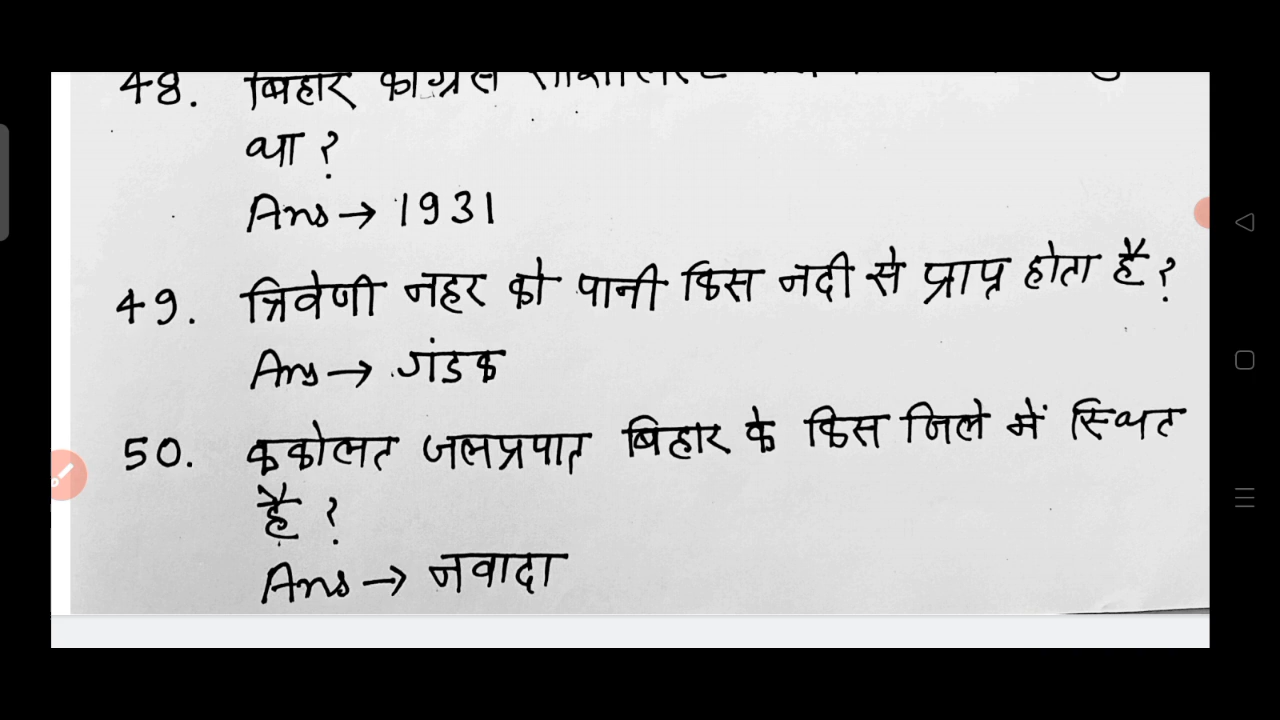 48. बिहार कांग्रेस
था ?
Ans → 1931
49. त्रिवेणी नहर को पानी किस नदी से प्राप्त होता है ?
Ans → गंडक
50. ककोलत जलप्रपात बिहार के किस जिले में स्थित
है ?
Ans → नवादा